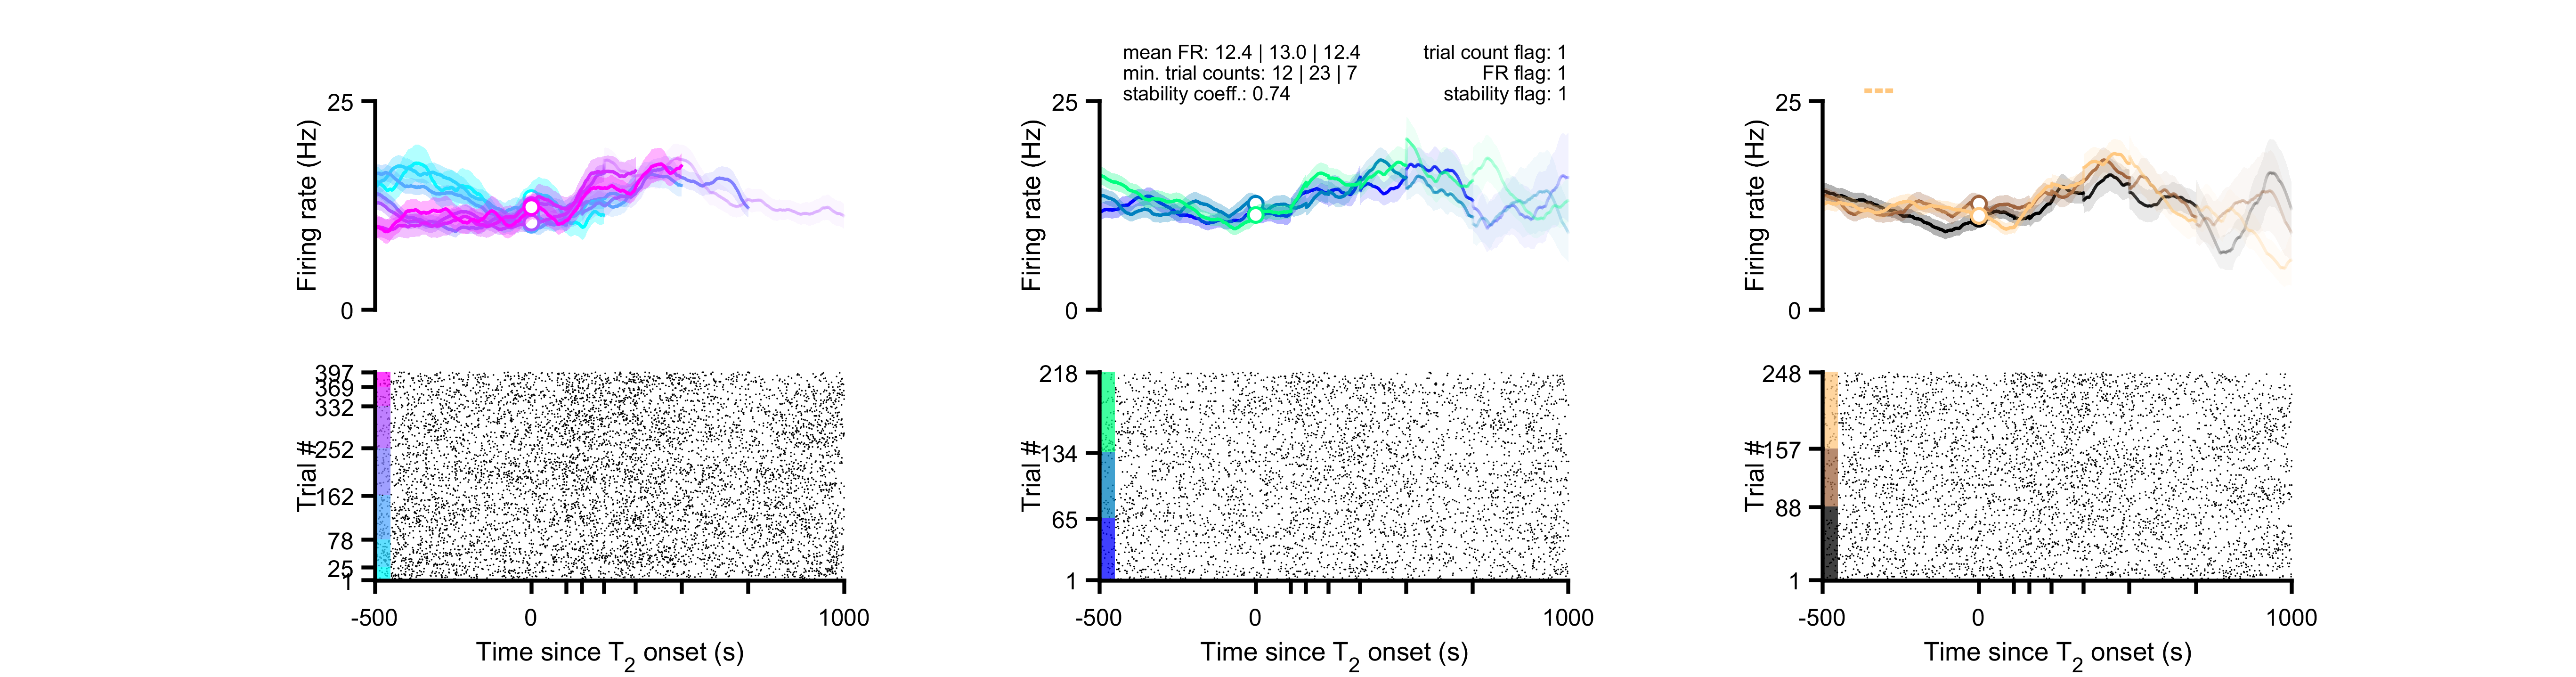 mean FR: 12.4 | 13.0 | 12.4
min. trial counts: 12 | 23 | 7
stability coeff.: 0.74
trial count flag: 1
FR flag: 1
stability flag: 1
25
0
Firing rate (Hz)
25
0
Firing rate (Hz)
25
0
Firing rate (Hz)
397
369
332
252
162
78
25
1
Trial #
-500
0
1000
Time since T2 onset (s)
218
134
65
1
Trial #
-500
0
1000
Time since T2 onset (s)
248
157
88
1
Trial #
-500
0
1000
Time since T2 onset (s)